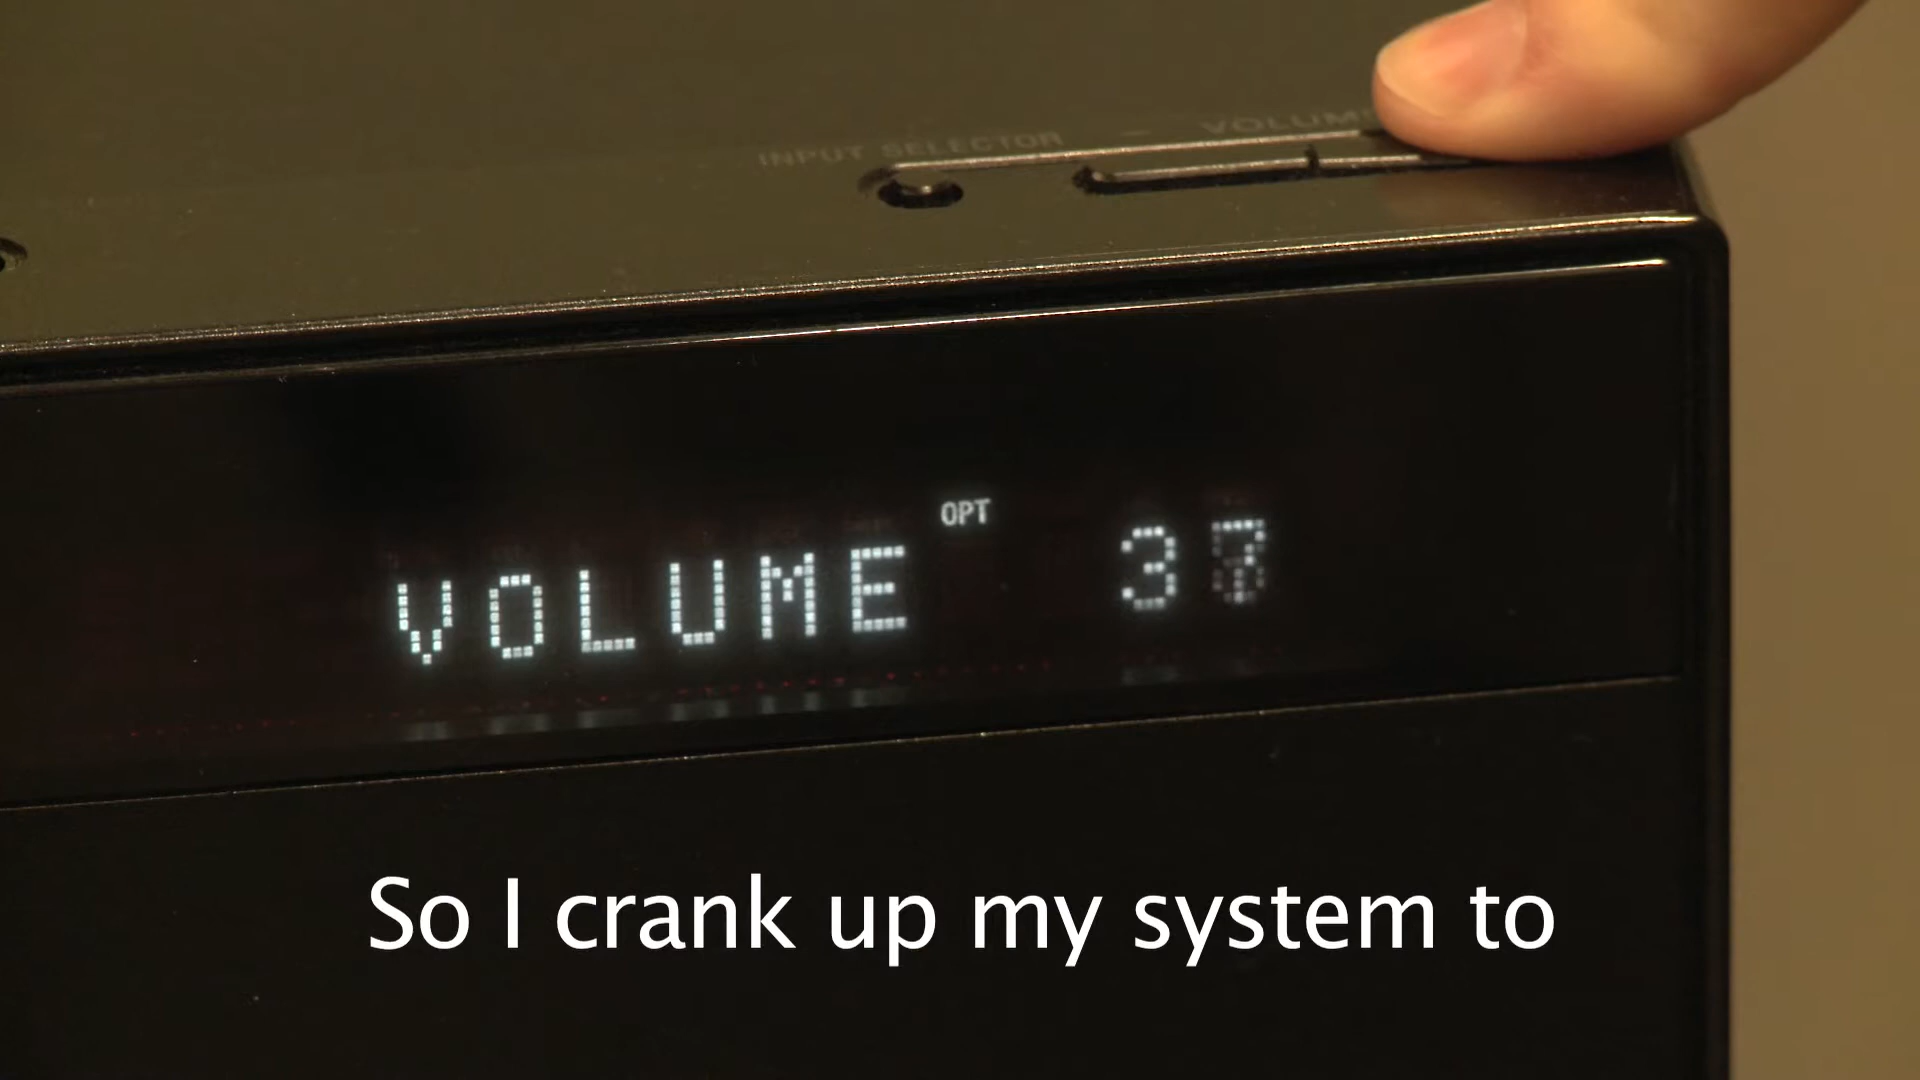 INPUT SELECTOR
– VOLUME
OPT
VOLUME 3
So I crank up my system to